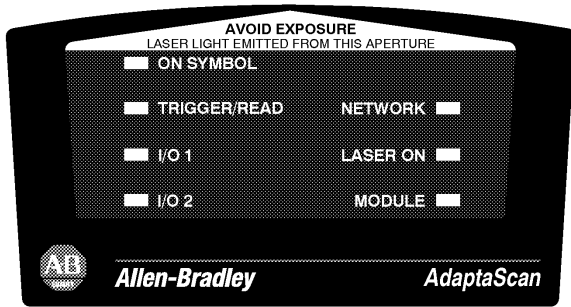 AVOID EXPOSURE
LASER LIGHT EMITTED FROM THIS APERTURE
ON SYMBOL
TRIGGER/READ NETWORK
I/O 1 LASER ON
I/O 2 MODULE
AB
QUALITY
Allen-Bradley AdaptaScan